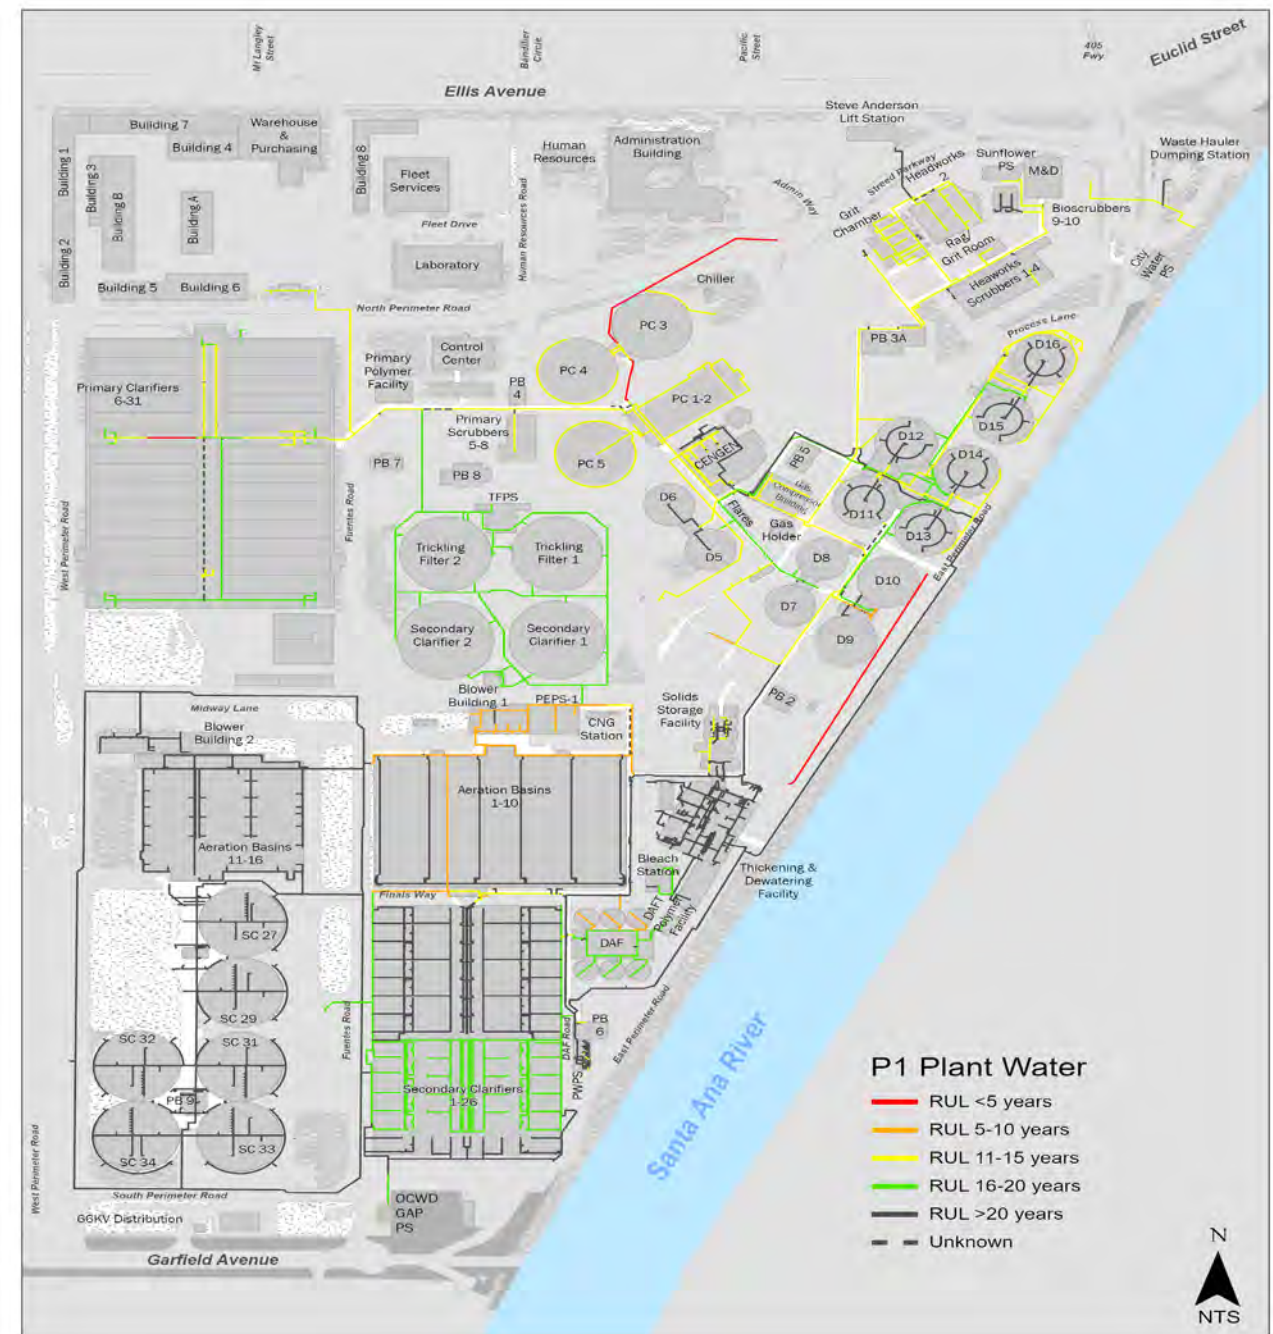 Mt Langley
Street
Bandilier
Circle
Pacific
Street
405
Fwy
Euclid Street
Ellis Avenue
Steve Anderson
Lift Station
Building 7
Building 4
Warehouse
&
Purchasing
Building 1
Building 3
Building B
Building A
Building 2
Building 5
Building 6
Building 8
Fleet
Services
Fleet Drive
Laboratory
Human
Resources
Human Resources Road
Administration
Building
Admin Way
Streed Parkway
Headworks
2
Sunflower
PS
M&D
Waste Hauler
Dumping Station
Grit
Chamber
Rag/
Grit Room
Bioscrubbers
9-10
Heaworks
Scrubbers 1-4
City
Water
PS
Chiller
North Perimeter Road
PC 3
PB 3A
Process Lane
D16
Primary Clarifiers
6-31
Primary
Polymer
Facility
Control
Center
PB
4
PC 4
PC 1-2
D15
Primary
Scrubbers
5-8
PC 5
CENGEN
PB 5
D12
D14
PB 7
PB 8
Gas
Compressor
Building
D6
D11
TFPS
Flares
Gas
Holder
D13
West Perimeter Road
Fuentes Road
Trickling
Filter 2
Trickling
Filter 1
D5
D8
East Perimeter Road
D10
D7
D9
Secondary
Clarifier 2
Secondary
Clarifier 1
Blower
Building 1
PEPS-1
Solids
Storage
Facility
PB 2
Midway Lane
Blower
Building 2
CNG
Station
Aeration Basins
1-10
Aeration Basins
11-16
Bleach
Station
Thickening &
Dewatering
Facility
Finals Way
DAFT
Polymer
Facility
SC 27
DAF
SC 29
Fuentes Road
East Perimeter Road
PB
6
DAF Road
SC 32
SC 31
PWPS
Secondary Clarifiers
1-26
PB 9
SC 34
SC 33
West Perimeter Road
South Perimeter Road
66KV Distribution
OCWD
GAP
PS
Garfield Avenue
Santa Ana River
P1 Plant Water
RUL <5 years
RUL 5-10 years
RUL 11-15 years
RUL 16-20 years
RUL >20 years
Unknown
N
NTS